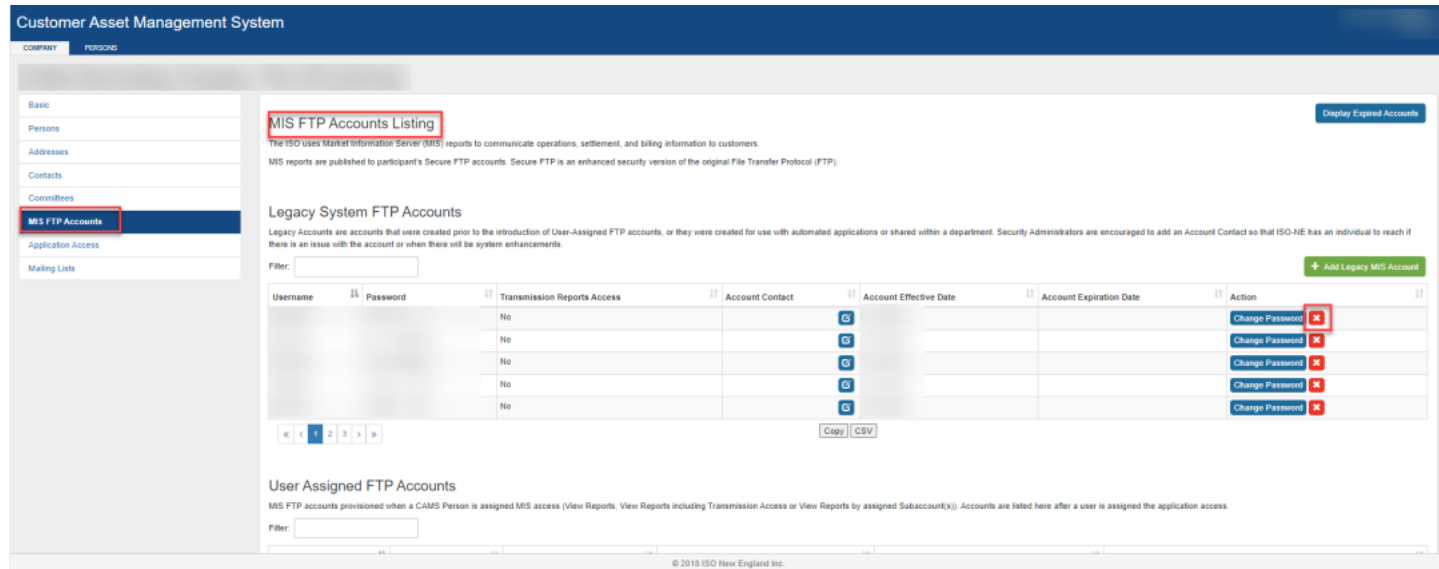 Customer Asset Management System
COMPANY PERSONS
Basic
Persons
Addresses
Contacts
Committees
MIS FTP Accounts
Application Access
Mailing Lists
MIS FTP Accounts Listing
Display Expired Accounts
The ISO uses Market Information Server (MIS) reports to communicate operations, settlement, and billing information to customers.
MIS reports are published to participant's Secure FTP accounts. Secure FTP is an enhanced security version of the original File Transfer Protocol (FTP).
Legacy System FTP Accounts
Legacy Accounts are accounts that were created prior to the introduction of User-Assigned FTP accounts, or they were created for use with automated applications or shared within a department. Security Administrators are encouraged to add an Account Contact so that ISO-NE has an individual to reach if
there is an issue with the account or when there will be system enhancements.
Filter:
+ Add Legacy MIS Account
Username Password Transmission Reports Access Account Contact Account Effective Date Account Expiration Date Action
No Change Password
No Change Password
No Change Password
No Change Password
No Change Password
« < 1 2 3 > »
Copy CSV
User Assigned FTP Accounts
MIS FTP accounts provisioned when a CAMS Person is assigned MIS access (View Reports, View Reports including Transmission Access or View Reports by assigned Subaccount(s)). Accounts are listed here after a user is assigned the application access.
Filter:
© 2018 ISO New England Inc.